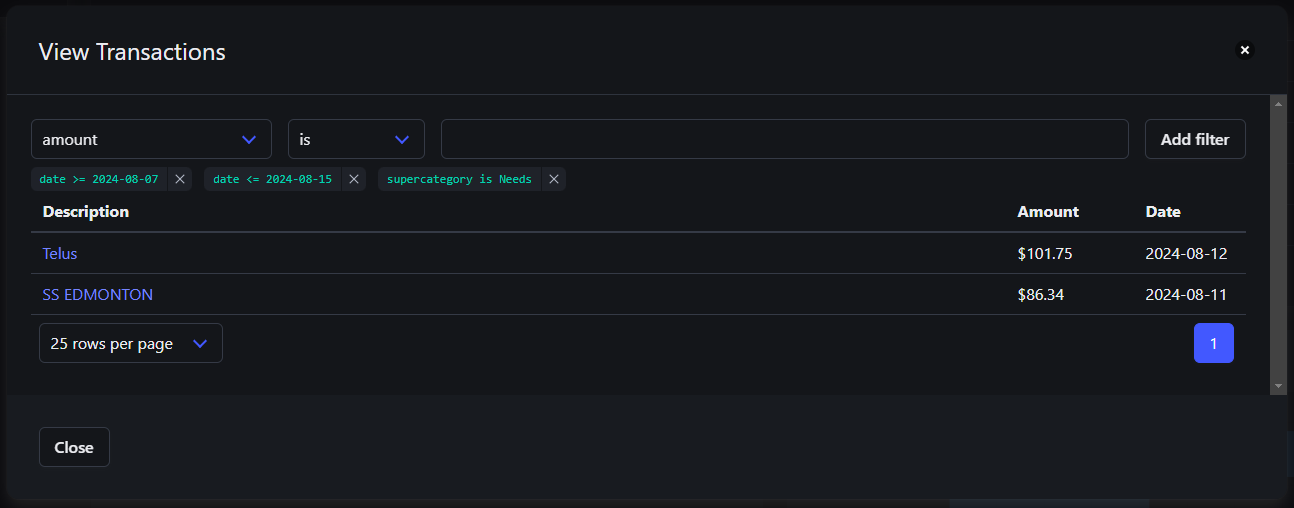 View Transactions
amount is Add filter
date >= 2024-08-07 date <= 2024-08-15 supercategory is Needs
Description Amount Date
Telus $101.75 2024-08-12
SS EDMONTON $86.34 2024-08-11
25 rows per page 1
Close